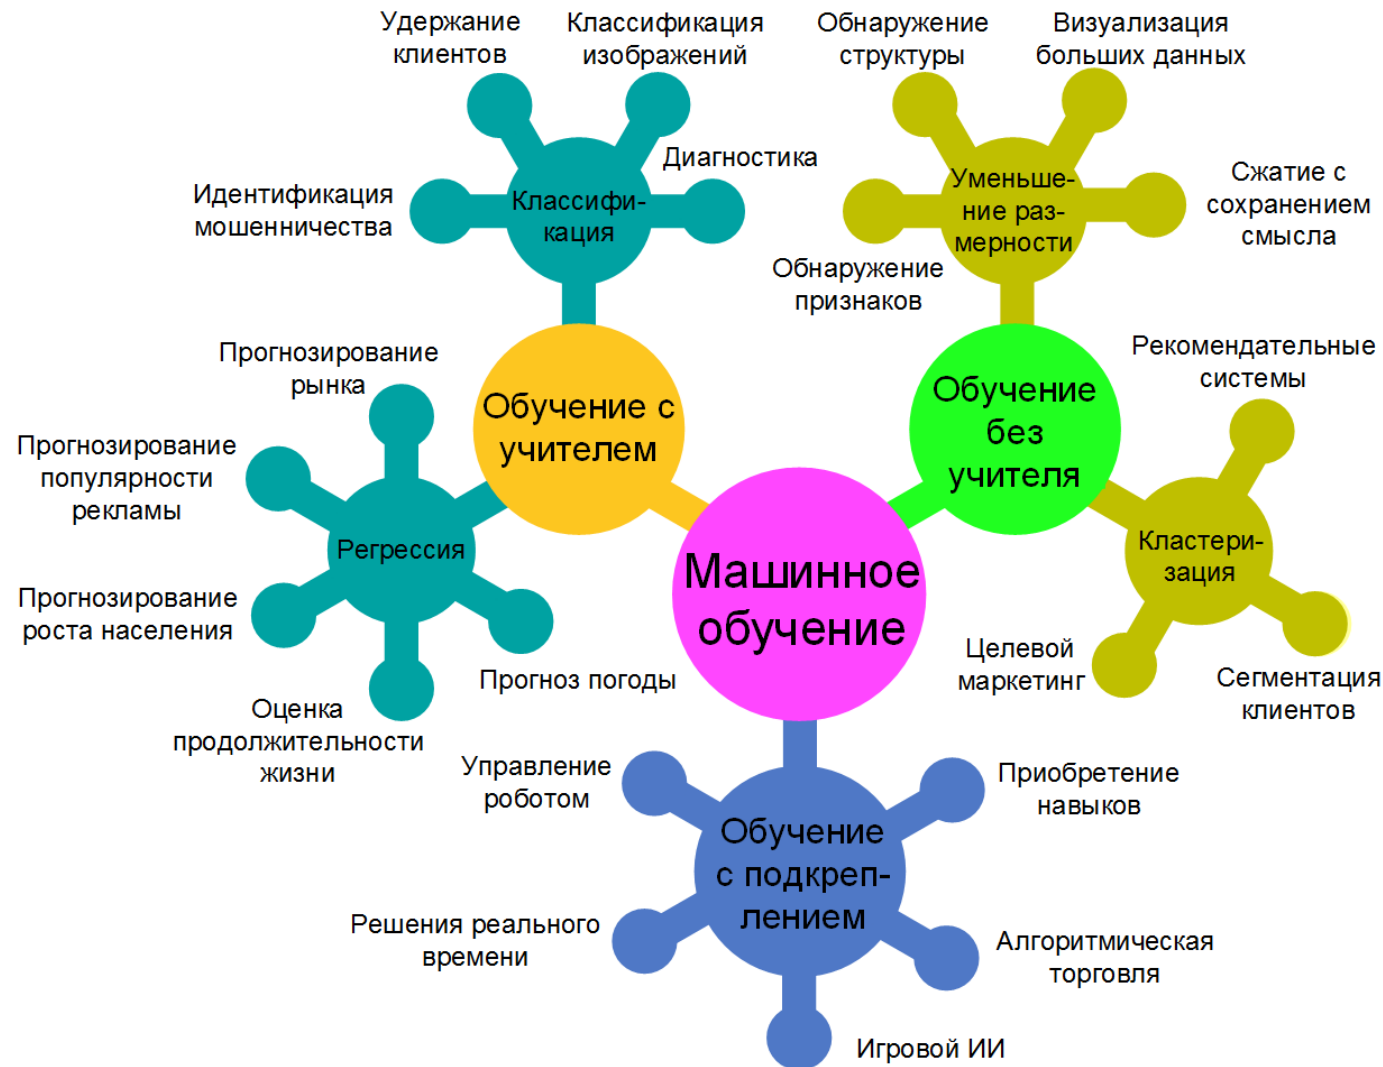 Удержание
клиентов
Классификация
изображений
Обнаружение
структуры
Визуализация
больших данных
Идентификация
мошенничества
Классифи-
кация
Диагностика
Уменьше-
ние раз-
мерности
Сжатие с
сохранением
смысла
Обнаружение
признаков
Прогнозирование
рынка
Обучение с
учителем
Обучение
без
учителя
Рекомендательные
системы
Прогнозирование
популярности
рекламы
Регрессия
Машинное
обучение
Кластери-
зация
Прогнозирование
роста населения
Оценка
продолжительности
жизни
Прогноз погоды
Целевой
маркетинг
Сегментация
клиентов
Управление
роботом
Приобретение
навыков
Обучение
с подкреп-
лением
Решения реального
времени
Алгоритмическая
торговля
Игровой ИИ